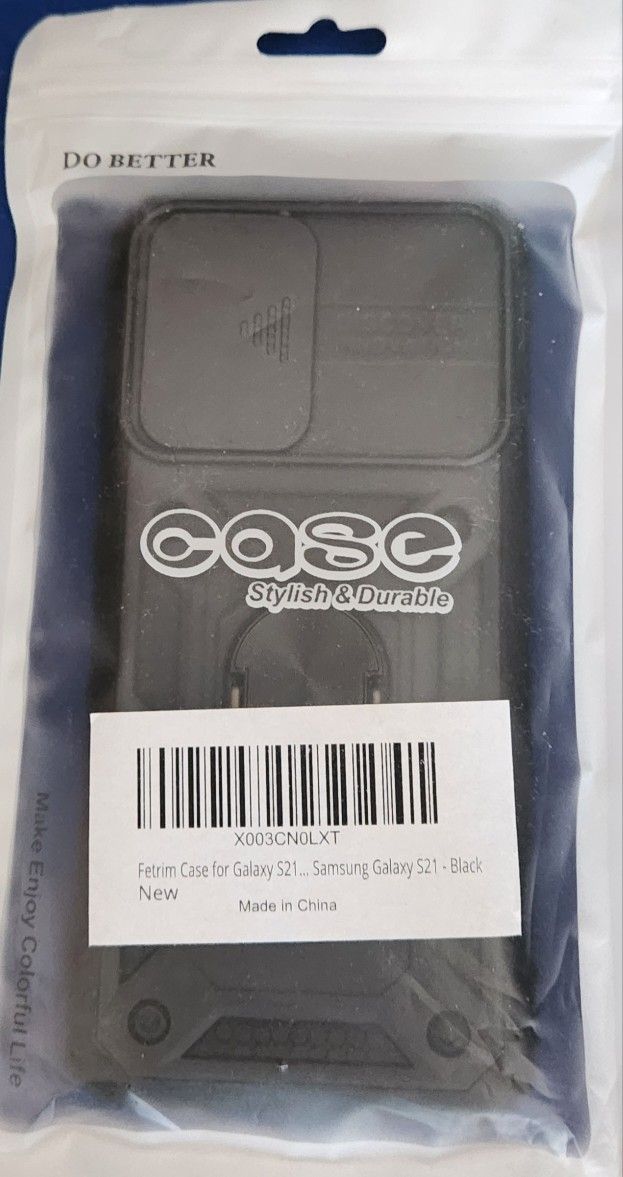 DO BETTER
case
Stylish & Durable
X003CN0LXT
Fetrim Case for Galaxy S21... Samsung Galaxy S21 - Black
New
Made in China
Make Enjoy Colorful Life